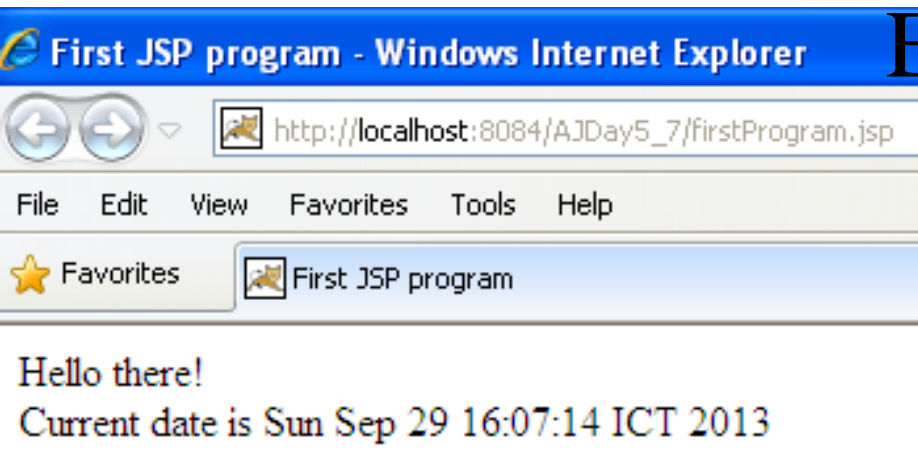 First JSP program - Windows Internet Explorer
http://localhost:8084/AJDay5_7/firstProgram.jsp
File Edit View Favorites Tools Help
Favorites First JSP program
Hello there!
Current date is Sun Sep 29 16:07:14 ICT 2013